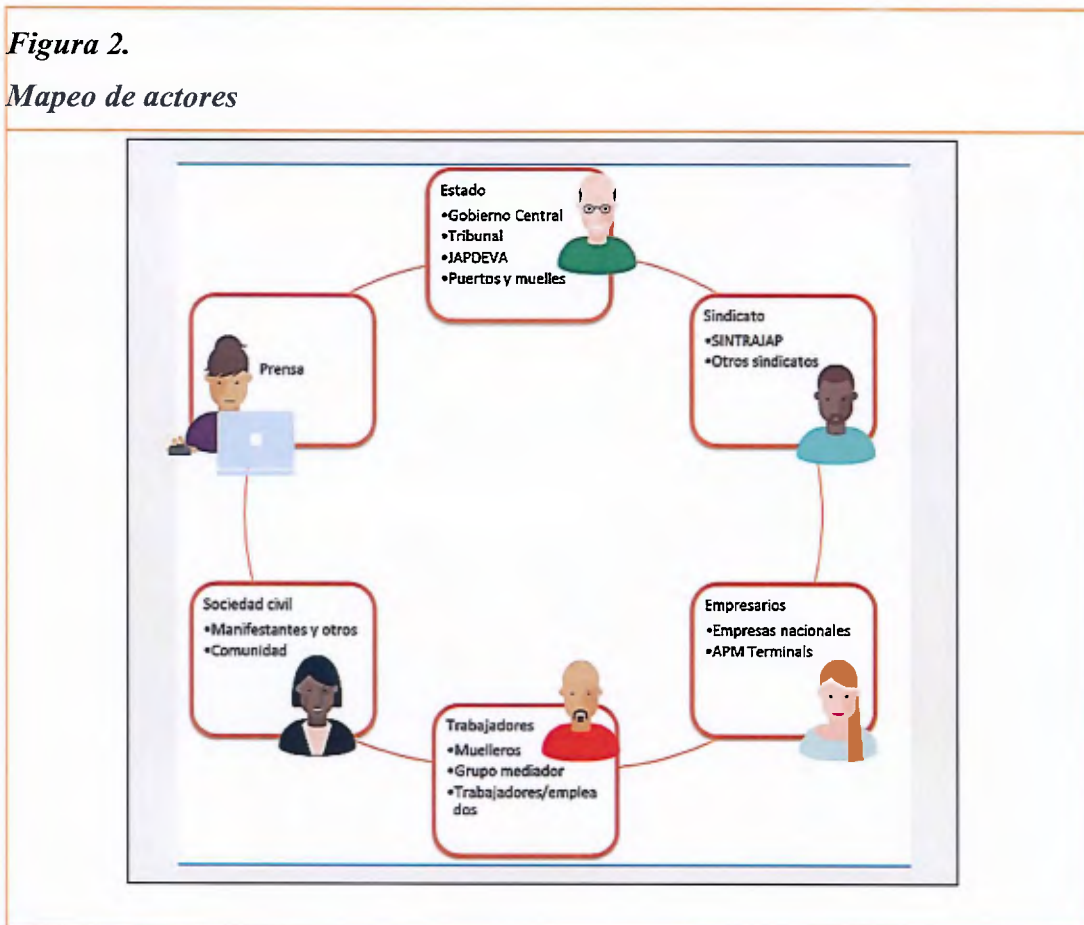 Figura 2.
Mapeo de actores
Estado
•Gobierno Central
•Tribunal
•JAPDEVA
•Puertos y muelles
Sindicato
•SINTRAJAP
•Otros sindicatos
Empresarios
•Empresas nacionales
•APM Terminals
Trabajadores
•Muelleros
•Grupo mediador
•Trabajadores/emplea
dos
Sociedad civil
•Manifestantes y otros
•Comunidad
Prensa